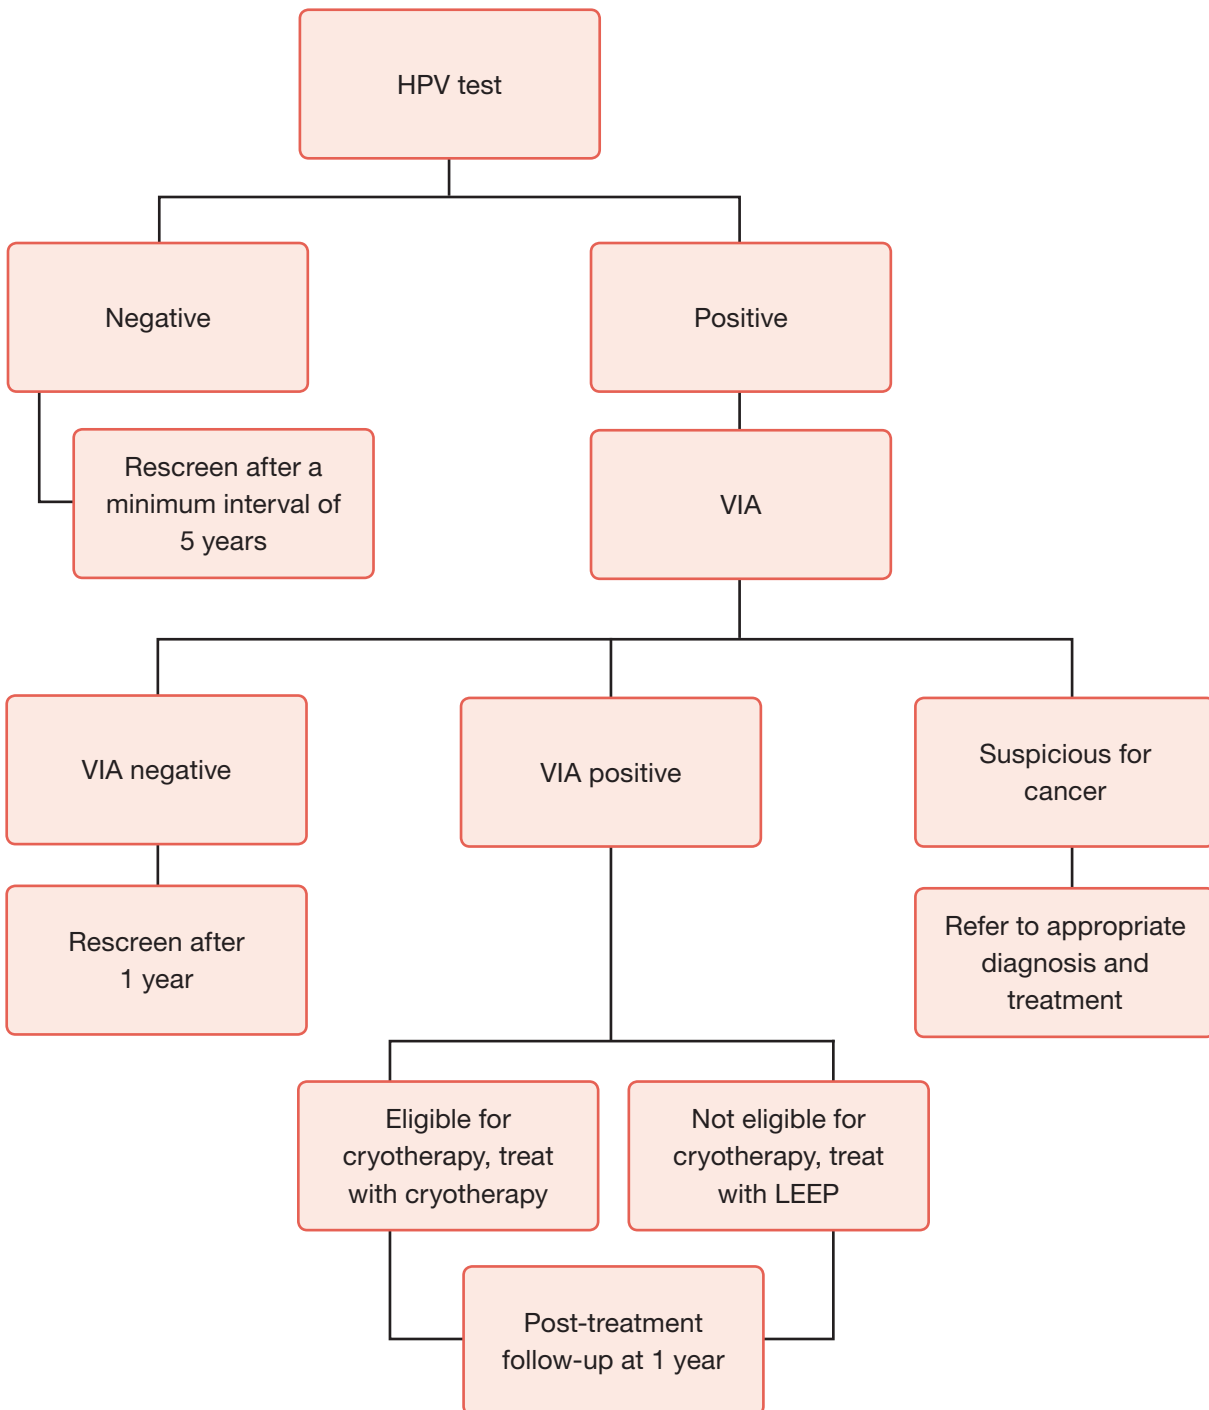 HPV test
Negative
Positive
Rescreen after a
minimum interval of
5 years
VIA
VIA negative
VIA positive
Suspicious for
cancer
Rescreen after
1 year
Refer to appropriate
diagnosis and
treatment
Eligible for
cryotherapy, treat
with cryotherapy
Not eligible for
cryotherapy, treat
with LEEP
Post-treatment
follow-up at 1 year